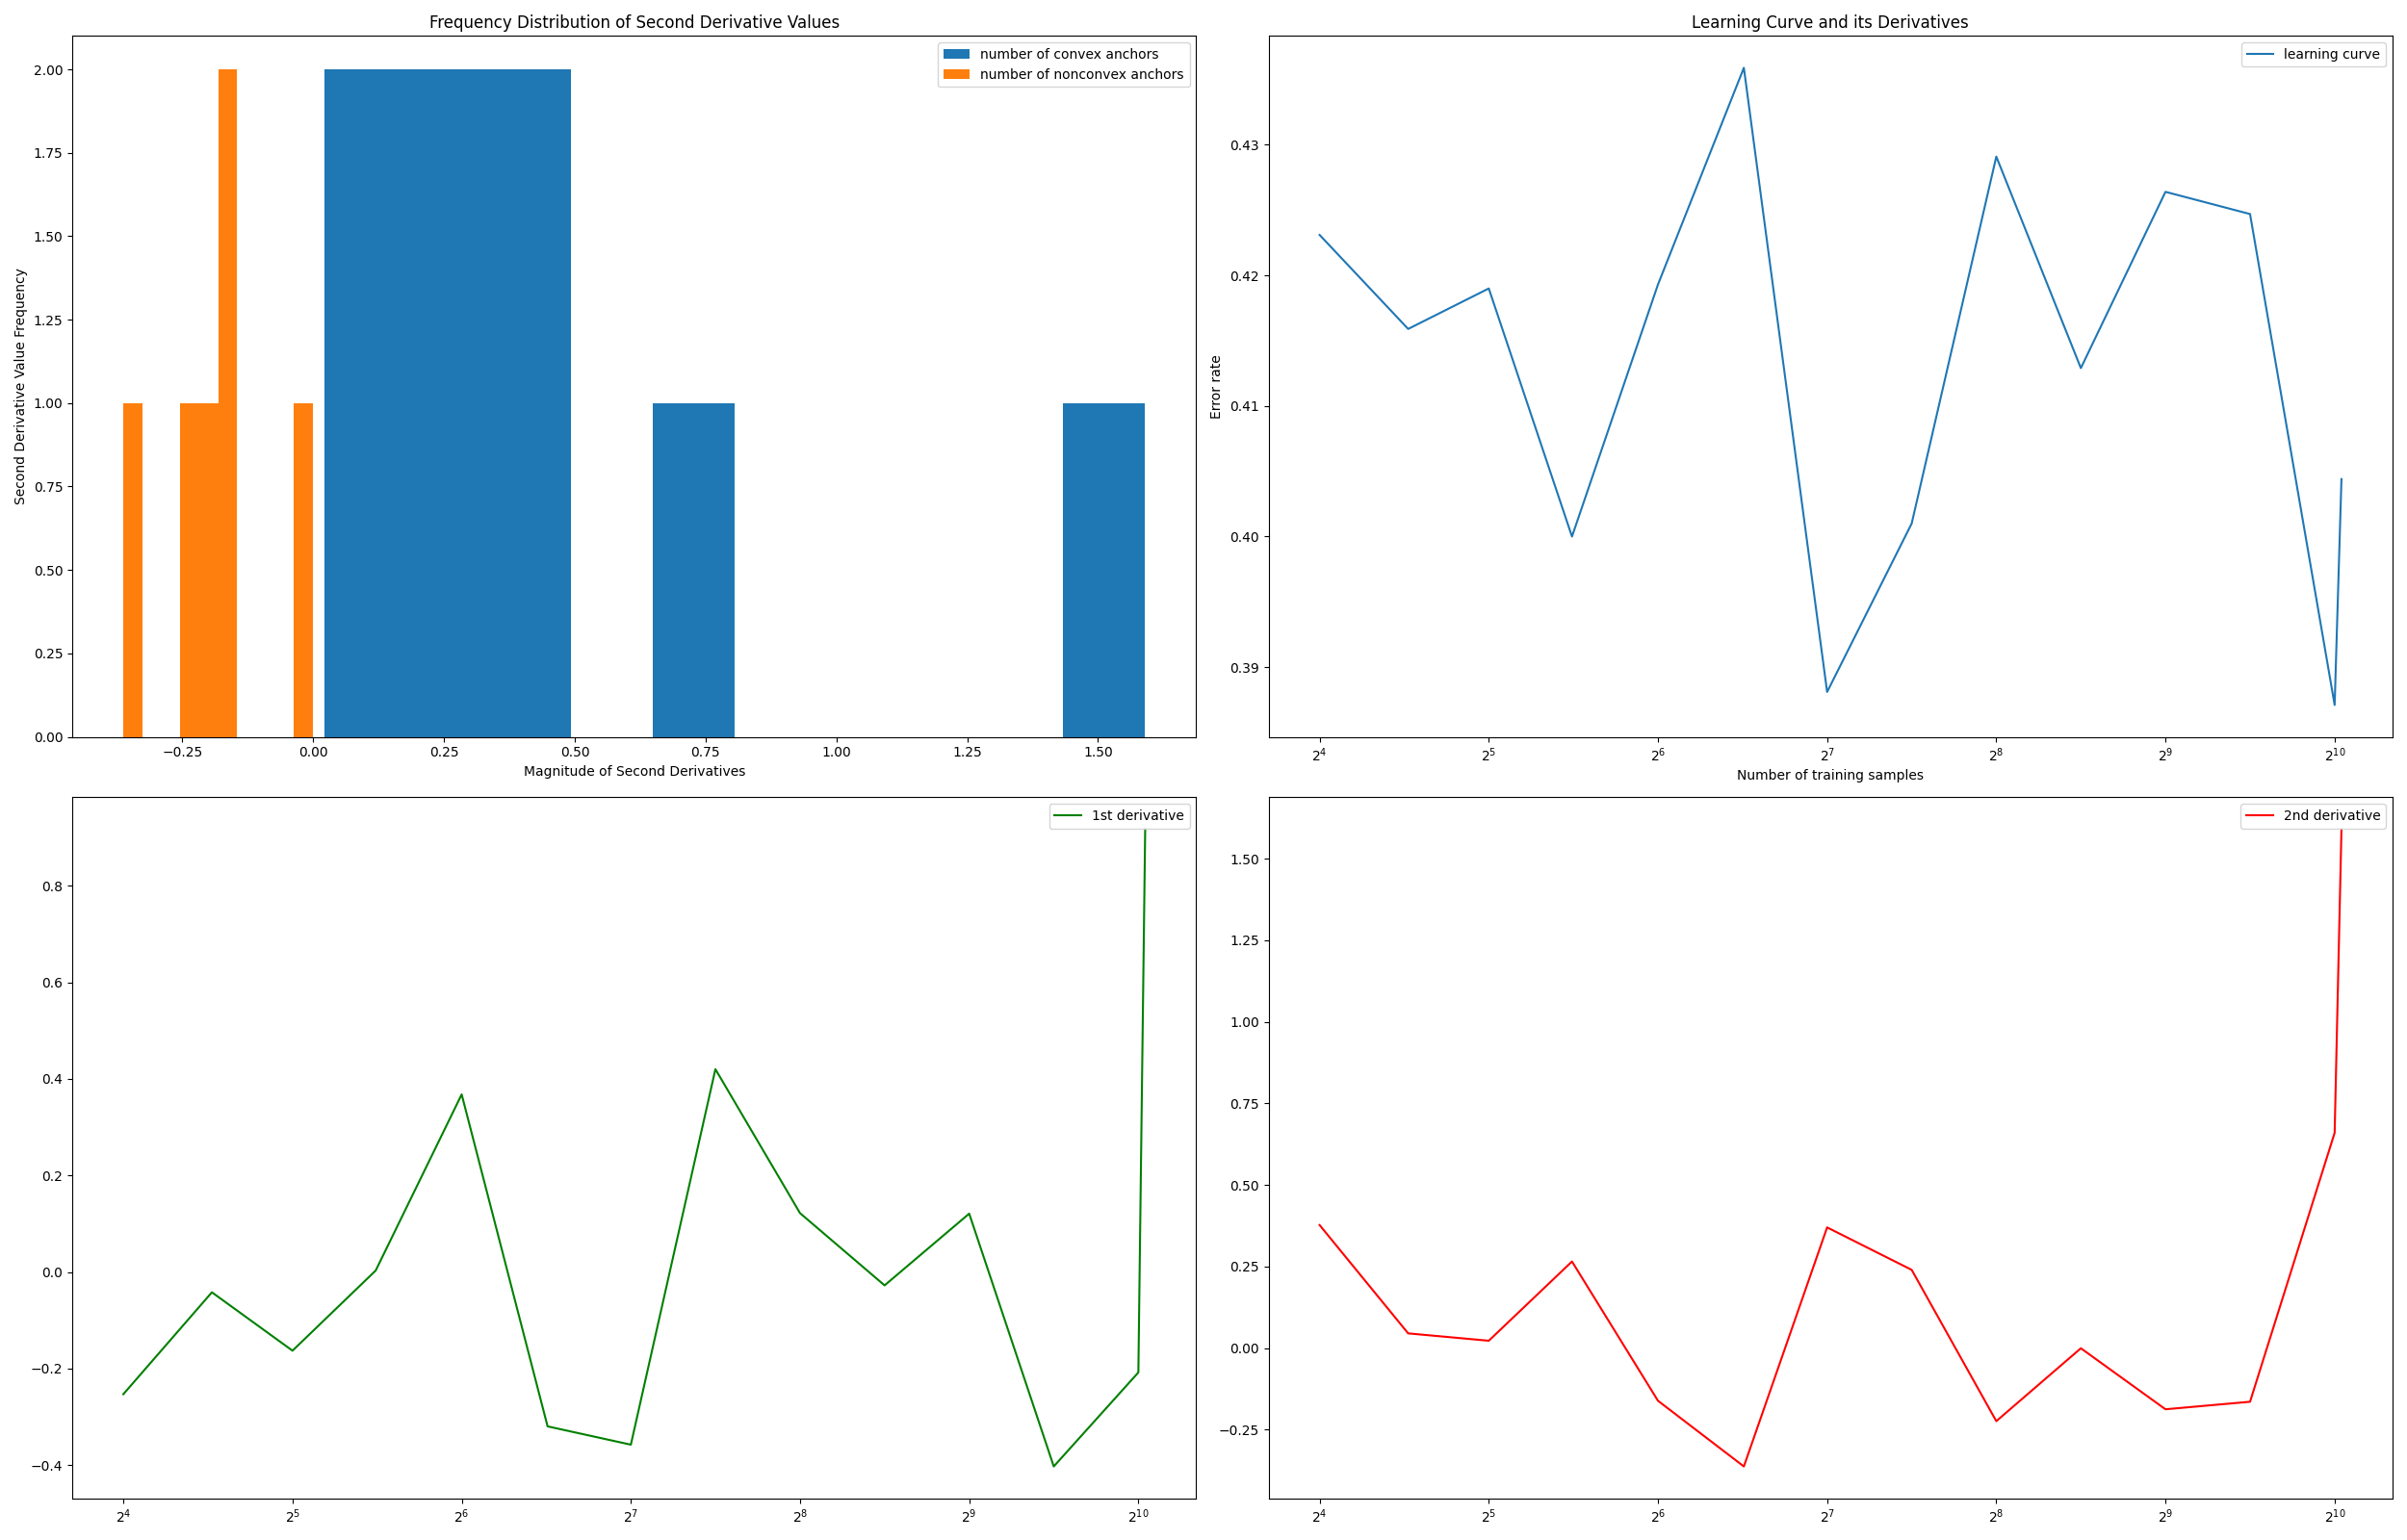 Frequency Distribution of Second Derivative Values
number of convex anchors
number of nonconvex anchors
Second Derivative Value Frequency
2.00
1.75
1.50
1.25
1.00
0.75
0.50
0.25
0.00
−0.25 0.00 0.25 0.50 0.75 1.00 1.25 1.50
Magnitude of Second Derivatives
Learning Curve and its Derivatives
learning curve
Error rate
0.43
0.42
0.41
0.40
0.39
2⁴ 2⁵ 2⁶ 2⁷ 2⁸ 2⁹ 2¹⁰
Number of training samples
1st derivative
0.8
0.6
0.4
0.2
0.0
−0.2
−0.4
2⁴ 2⁵ 2⁶ 2⁷ 2⁸ 2⁹ 2¹⁰
2nd derivative
1.50
1.25
1.00
0.75
0.50
0.25
0.00
−0.25
2⁴ 2⁵ 2⁶ 2⁷ 2⁸ 2⁹ 2¹⁰